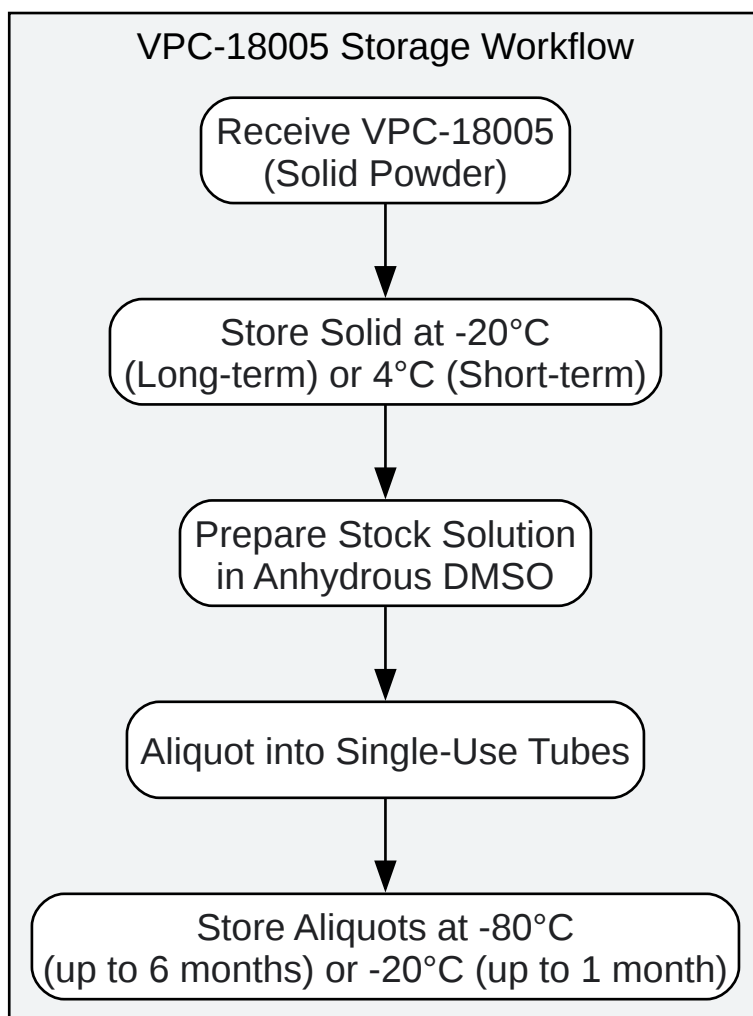 VPC-18005 Storage Workflow
Receive VPC-18005
(Solid Powder)
Store Solid at -20°C
(Long-term) or 4°C (Short-term)
Prepare Stock Solution
in Anhydrous DMSO
Aliquot into Single-Use Tubes
Store Aliquots at -80°C
(up to 6 months) or -20°C (up to 1 month)